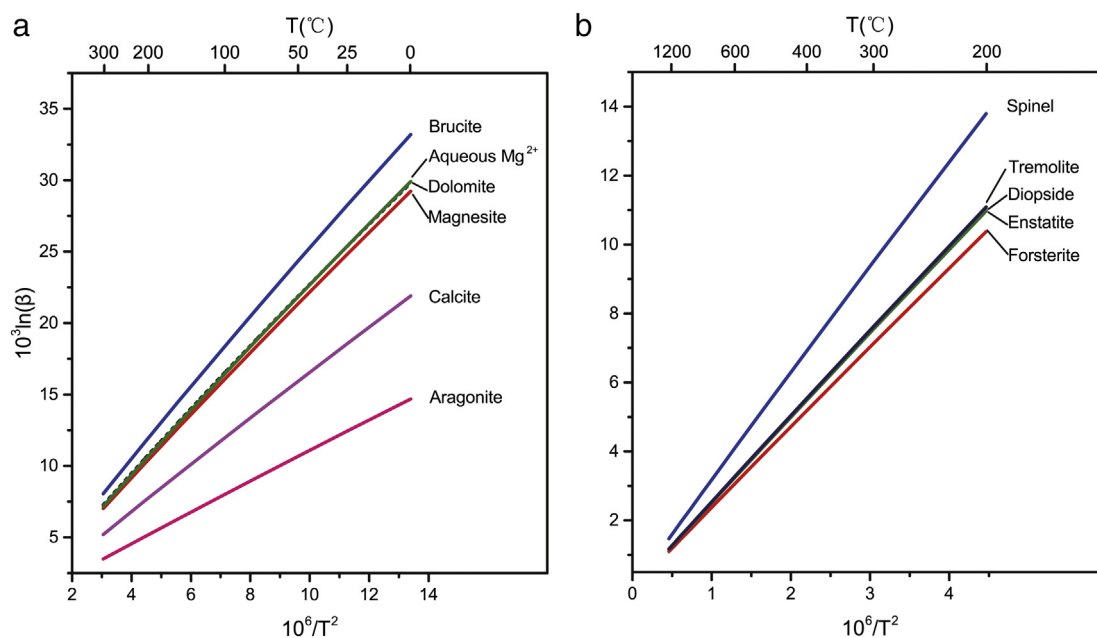 a
T(℃)
300 200 100 50 25 0
35
30
25
20
15
10
5
10³ln(β)
Brucite
Aqueous Mg²⁺
Dolomite
Magnesite
Calcite
Aragonite
2 4 6 8 10 12 14
10⁶/T²
b
T(℃)
1200 600 400 300 200
14
12
10
8
6
4
2
Spinel
Tremolite
Diopside
Enstatite
Forsterite
0 1 2 3 4
10⁶/T²